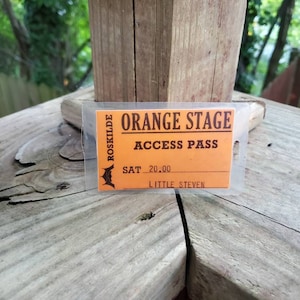 ROSKILDE
ORANGE STAGE
ACCESS PASS
SAT 20.00
LITTLE STEVEN